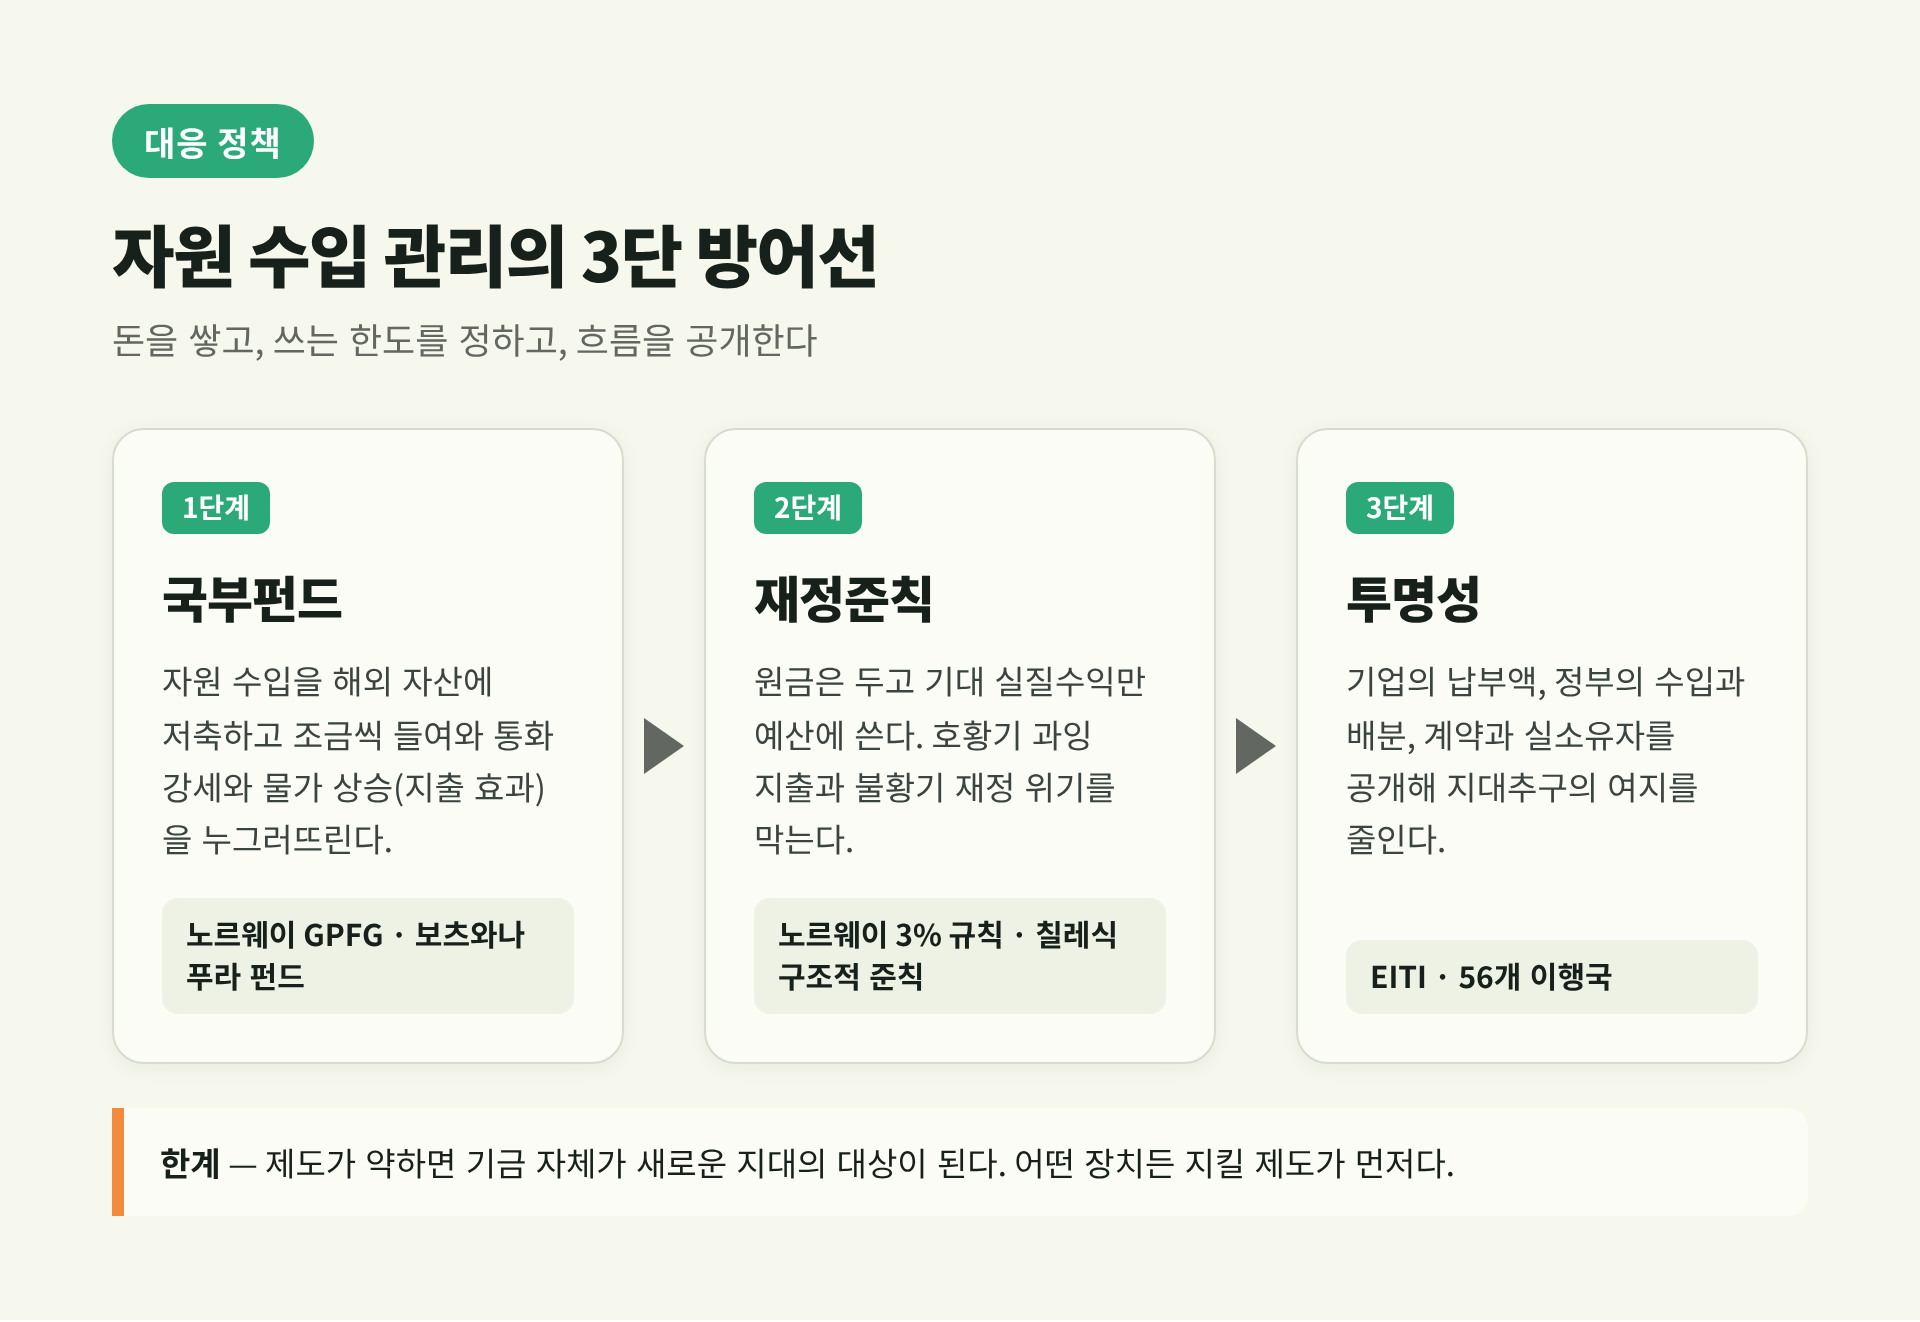 대응 정책
자원 수입 관리의 3단 방어선
돈을 쌓고, 쓰는 한도를 정하고, 흐름을 공개한다
1단계
국부펀드
자원 수입을 해외 자산에
저축하고 조금씩 들여와 통화
강세와 물가 상승(지출 효과)
을 누그러뜨린다.
노르웨이 GPFG · 보츠와나
푸라 펀드
2단계
재정준칙
원금은 두고 기대 실질수익만
예산에 쓴다. 호황기 과잉
지출과 불황기 재정 위기를
막는다.
노르웨이 3% 규칙 · 칠레식
구조적 준칙
3단계
투명성
기업의 납부액, 정부의 수입과
배분, 계약과 실소유자를
공개해 지대추구의 여지를
줄인다.
EITI · 56개 이행국
한계 — 제도가 약하면 기금 자체가 새로운 지대의 대상이 된다. 어떤 장치든 지킬 제도가 먼저다.